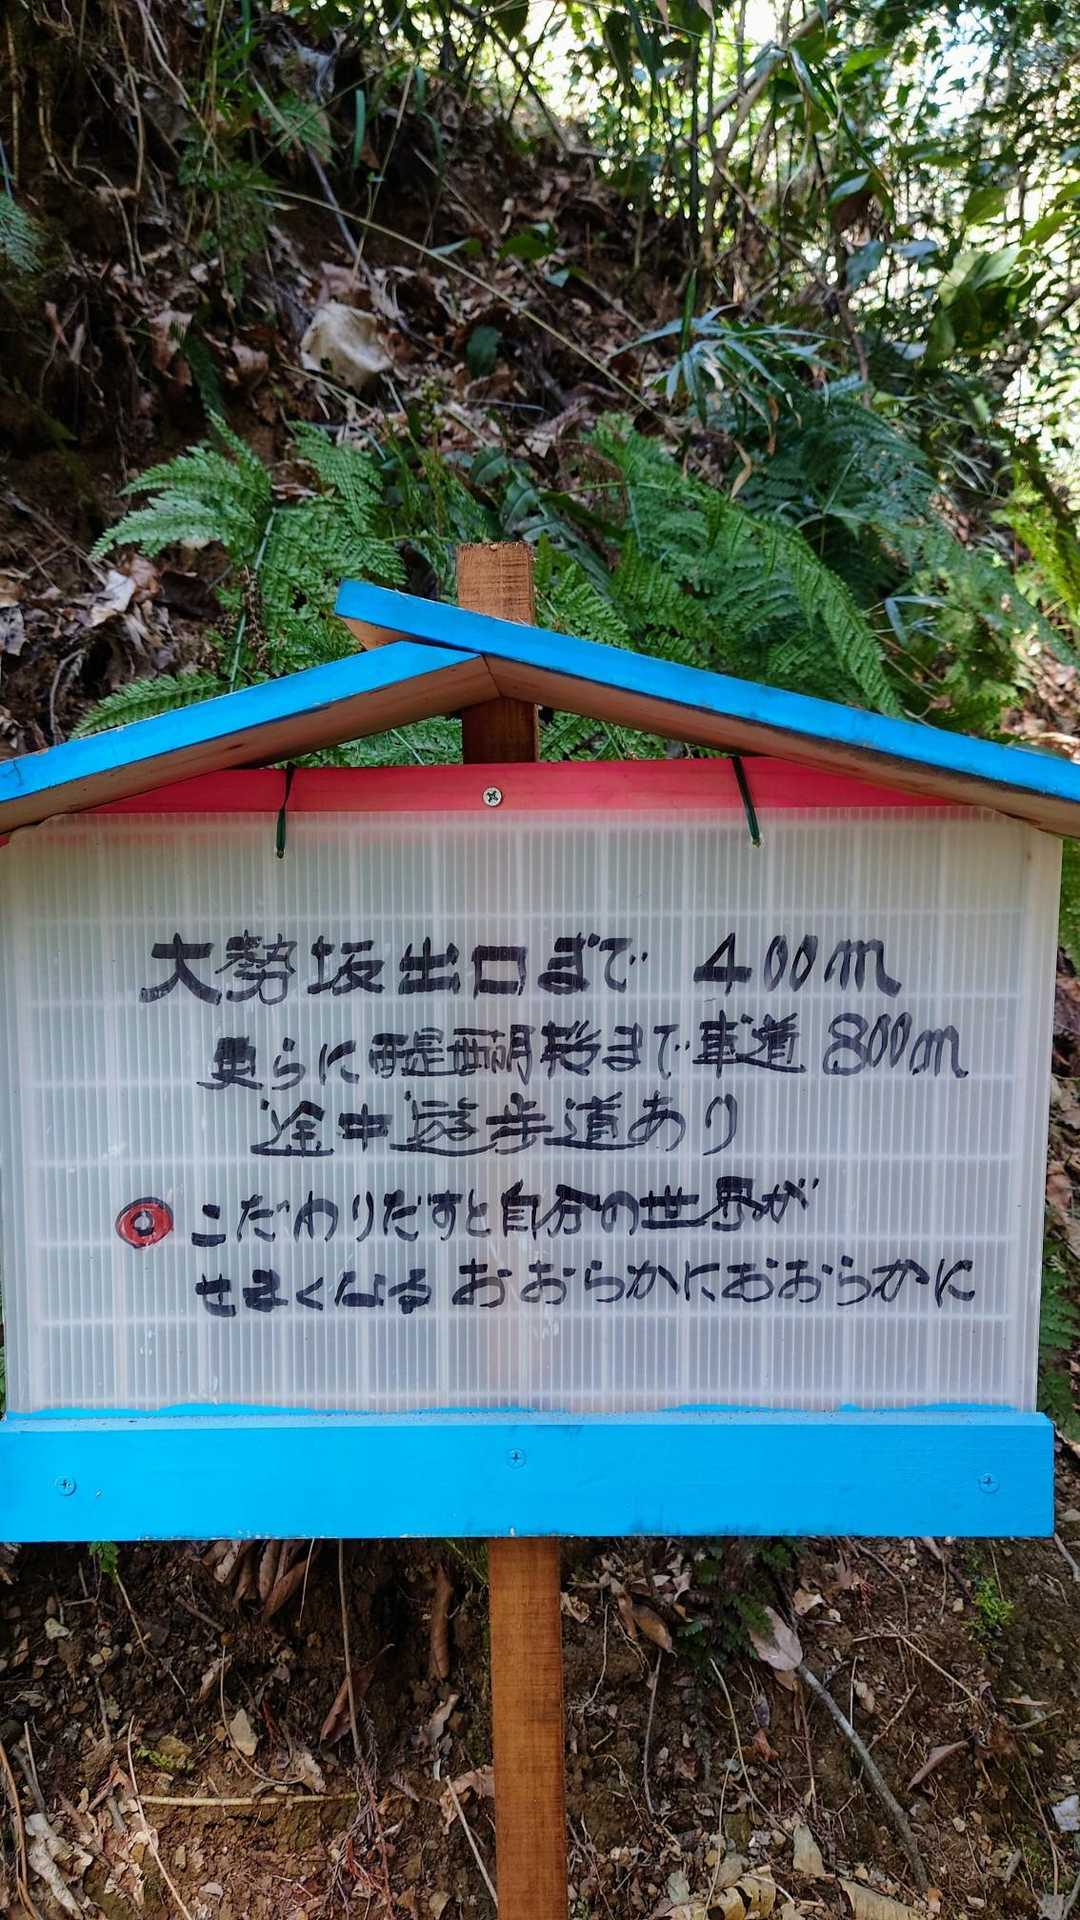 大勢坂出口まで 400m
更らに醍醐桜まで車道 800m
途中遊歩道あり
◎ こだわりだすと自分の世界が
せまくなる おおらかにおおらかに